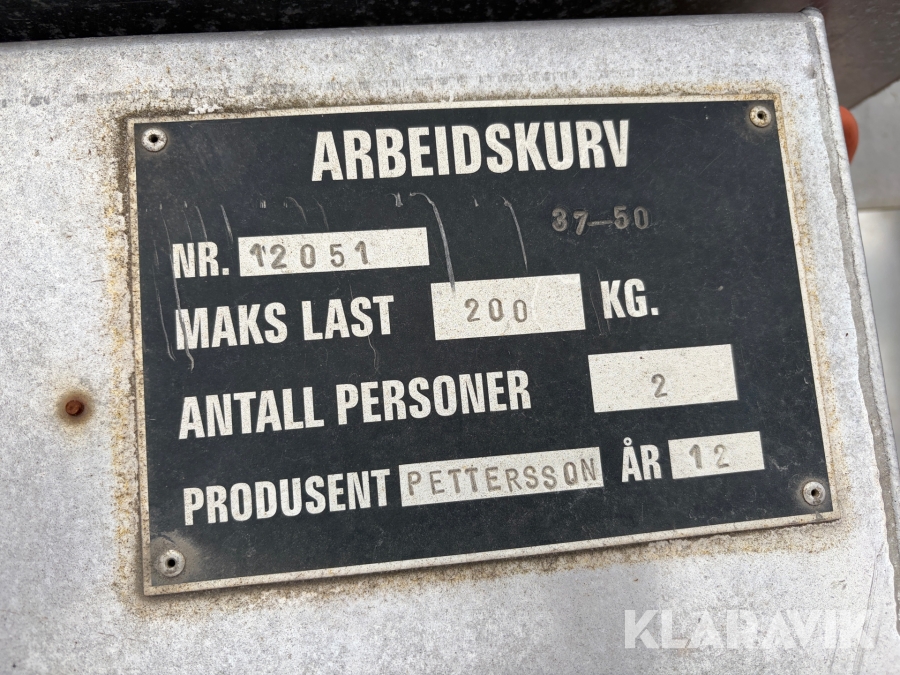 ARBEIDSKURV
37-50
NR. 12051
MAKS LAST 200 KG.
ANTALL PERSONER 2
PRODUSENT PETTERSSON ÅR 12
KLARAVIK